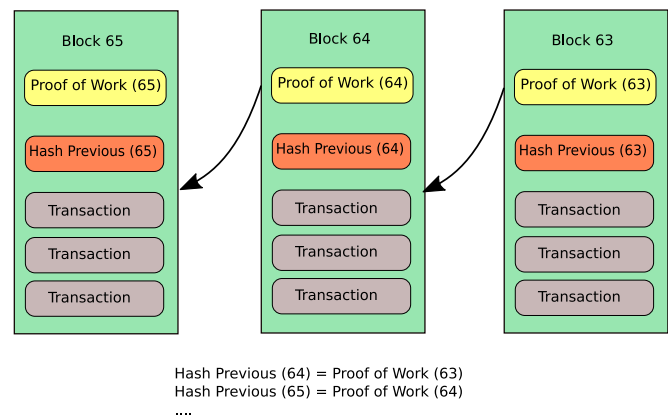 Block 65
Proof of Work (65)
Hash Previous (65)
Transaction
Transaction
Transaction
Block 64
Proof of Work (64)
Hash Previous (64)
Transaction
Transaction
Transaction
Block 63
Proof of Work (63)
Hash Previous (63)
Transaction
Transaction
Transaction
Hash Previous (64) = Proof of Work (63)
Hash Previous (65) = Proof of Work (64)
....